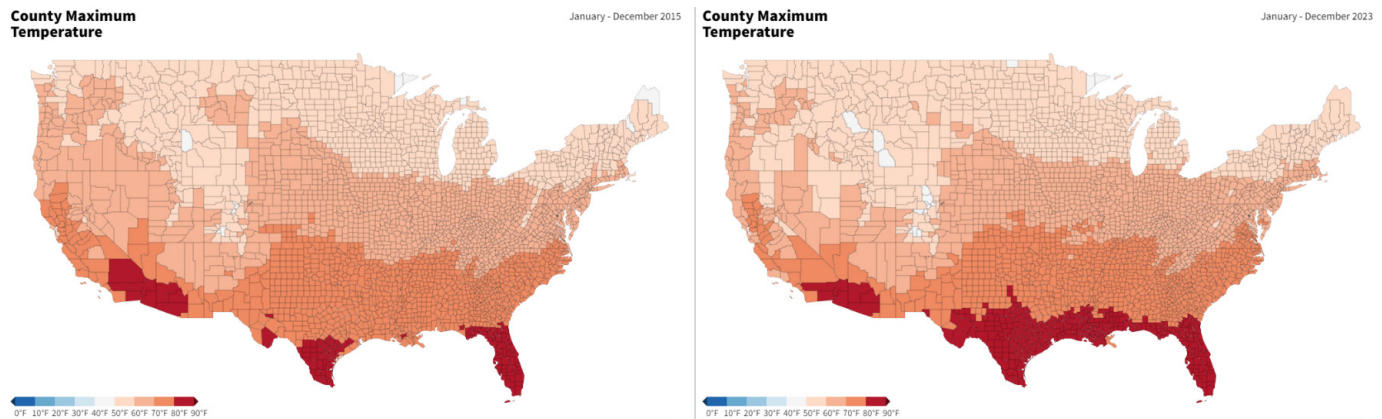 County Maximum
Temperature
January - December 2015
0°F 10°F 20°F 30°F 40°F 50°F 60°F 70°F 80°F 90°F
County Maximum
Temperature
January - December 2023
0°F 10°F 20°F 30°F 40°F 50°F 60°F 70°F 80°F 90°F